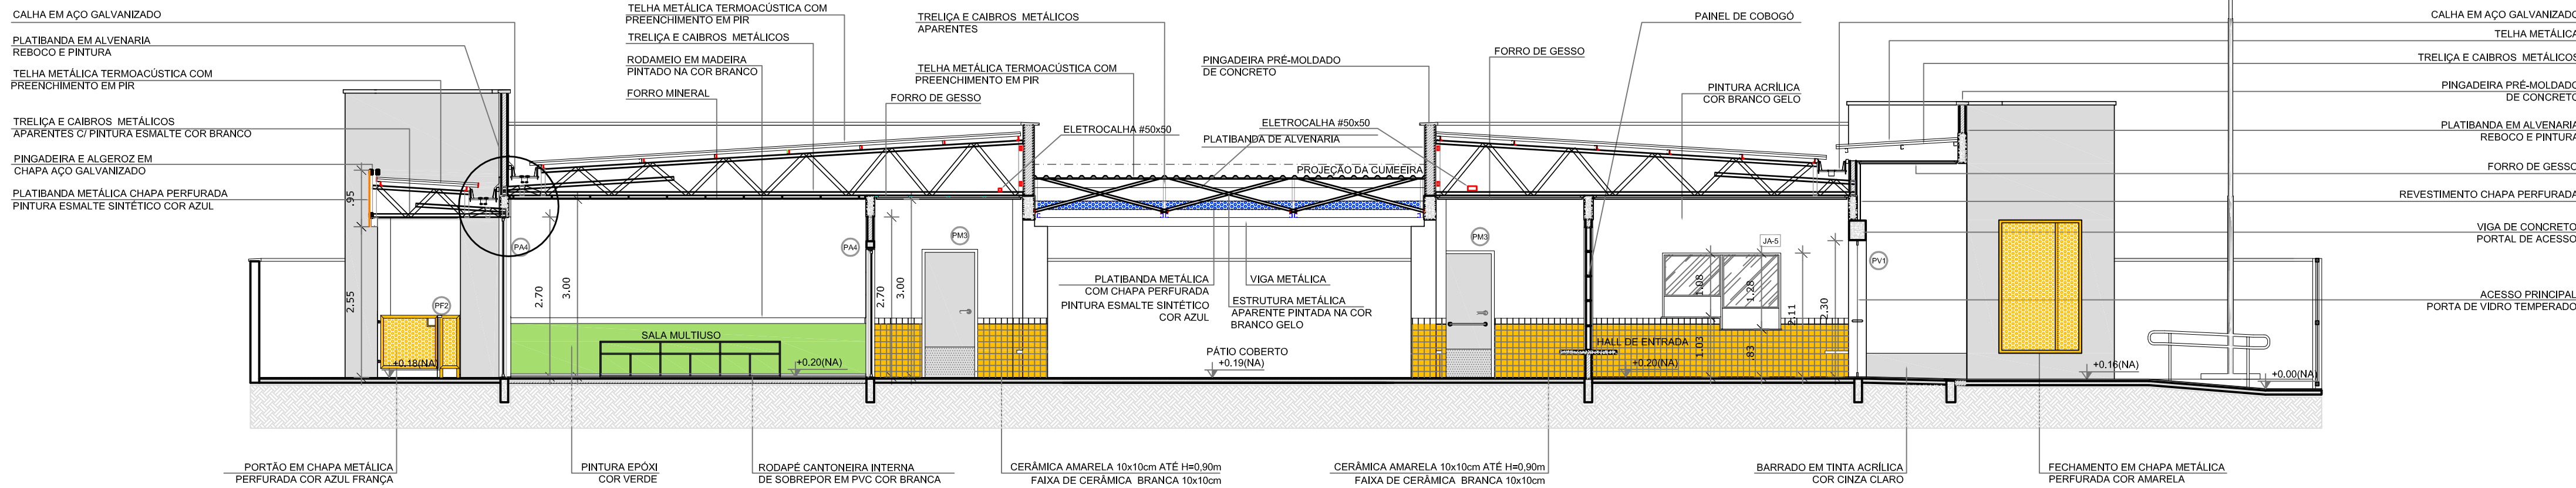 CALHA EM AÇO GALVANIZADO
PLATIBANDA EM ALVENARIA
REBOCO E PINTURA
TELHA METÁLICA TERMOACÚSTICA COM
PREENCHIMENTO EM PIR
TRELIÇA E CAIBROS METÁLICOS
APARENTES C/ PINTURA ESMALTE COR BRANCO
PINGADEIRA E ALGEROZ EM
CHAPA AÇO GALVANIZADO
PLATIBANDA METÁLICA CHAPA PERFURADA
PINTURA ESMALTE SINTÉTICO COR AZUL
TELHA METÁLICA TERMOACÚSTICA COM
PREENCHIMENTO EM PIR
TRELIÇA E CAIBROS METÁLICOS
RODAMEIO EM MADEIRA
PINTADO NA COR BRANCO
FORRO MINERAL
FORRO DE GESSO
TRELIÇA E CAIBROS METÁLICOS
APARENTES
TELHA METÁLICA TERMOACÚSTICA COM
PREENCHIMENTO EM PIR
ELETROCALHA #50x50
PINGADEIRA PRÉ-MOLDADO
DE CONCRETO
ELETROCALHA #50x50
PLATIBANDA DE ALVENARIA
PROJEÇÃO DA CUMEEIRA
FORRO DE GESSO
PAINEL DE COBOGÓ
PINTURA ACRÍLICA
COR BRANCO GELO
CALHA EM AÇO GALVANIZADO
TELHA METÁLICA
TRELIÇA E CAIBROS METÁLICOS
PINGADEIRA PRÉ-MOLDADO
DE CONCRETO
PLATIBANDA EM ALVENARIA
REBOCO E PINTURA
FORRO DE GESSO
REVESTIMENTO CHAPA PERFURADA
VIGA DE CONCRETO
PORTAL DE ACESSO
ACESSO PRINCIPAL
PORTA DE VIDRO TEMPERADO
.95
2.55
PF2
+0.18(NA)
PA4
2.70
3.00
SALA MULTIUSO
+0.20(NA)
PA4
2.70
3.00
PM3
PLATIBANDA METÁLICA
COM CHAPA PERFURADA
PINTURA ESMALTE SINTÉTICO
COR AZUL
VIGA METÁLICA
ESTRUTURA METÁLICA
APARENTE PINTADA NA COR
BRANCO GELO
PÁTIO COBERTO
+0.19(NA)
PM3
JA-5
1.08
1.28
2.11
2.30
HALL DE ENTRADA
1.03
.83
+0.20(NA)
PV1
+0.16(NA)
+0.00(NA)
PORTÃO EM CHAPA METÁLICA
PERFURADA COR AZUL FRANÇA
PINTURA EPÓXI
COR VERDE
RODAPÉ CANTONEIRA INTERNA
DE SOBREPOR EM PVC COR BRANCA
CERÂMICA AMARELA 10x10cm ATÉ H=0,90m
FAIXA DE CERÂMICA BRANCA 10x10cm
CERÂMICA AMARELA 10x10cm ATÉ H=0,90m
FAIXA DE CERÂMICA BRANCA 10x10cm
BARRADO EM TINTA ACRÍLICA
COR CINZA CLARO
FECHAMENTO EM CHAPA METÁLICA
PERFURADA COR AMARELA